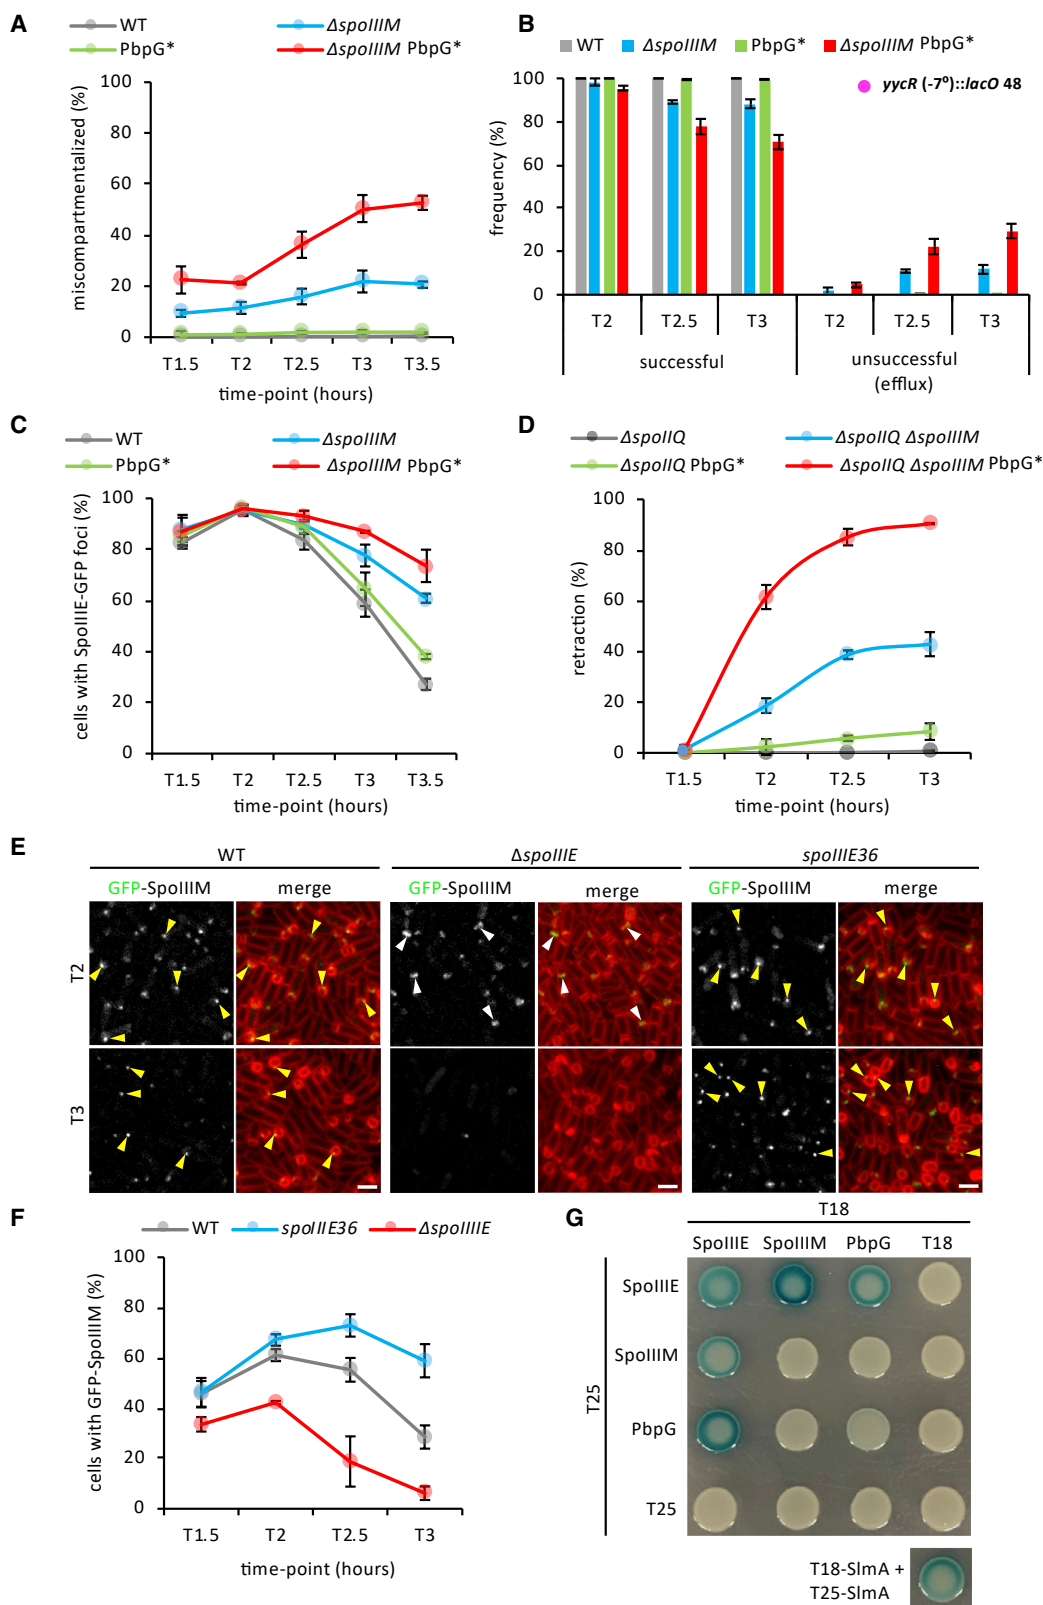 A
WT
ΔspoIIIM
PbpG*
ΔspoIIIM PbpG*
miscompartmentalized (%)
100
80
60
40
20
0
T1.5 T2 T2.5 T3 T3.5
time-point (hours)
B
WT ΔspoIIIM PbpG* ΔspoIIIM PbpG*
yycR (-7º)::lacO 48
frequency (%)
100
80
60
40
20
0
T2 T2.5 T3 T2 T2.5 T3
successful
unsuccessful
(efflux)
C
WT
ΔspoIIIM
PbpG*
ΔspoIIIM PbpG*
cells with SpoIIIE-GFP foci (%)
100
80
60
40
20
0
T1.5 T2 T2.5 T3 T3.5
time-point (hours)
D
ΔspoIIQ
ΔspoIIQ ΔspoIIIM
ΔspoIIQ PbpG*
ΔspoIIQ ΔspoIIIM PbpG*
retraction (%)
100
80
60
40
20
0
T1.5 T2 T2.5 T3
time-point (hours)
E
WT
ΔspoIIIE
spoIIIE36
GFP-SpoIIIM merge
GFP-SpoIIIM merge
GFP-SpoIIIM merge
T2
T3
F
WT spoIIIE36 ΔspoIIIIE
cells with GFP-SpoIIIM (%)
100
80
60
40
20
0
T1.5 T2 T2.5 T3
time-point (hours)
G
T18
SpoIIIE SpoIIIM PbpG T18
T25
SpoIIIE
SpoIIIM
PbpG
T25
T18-SlmA +
T25-SlmA